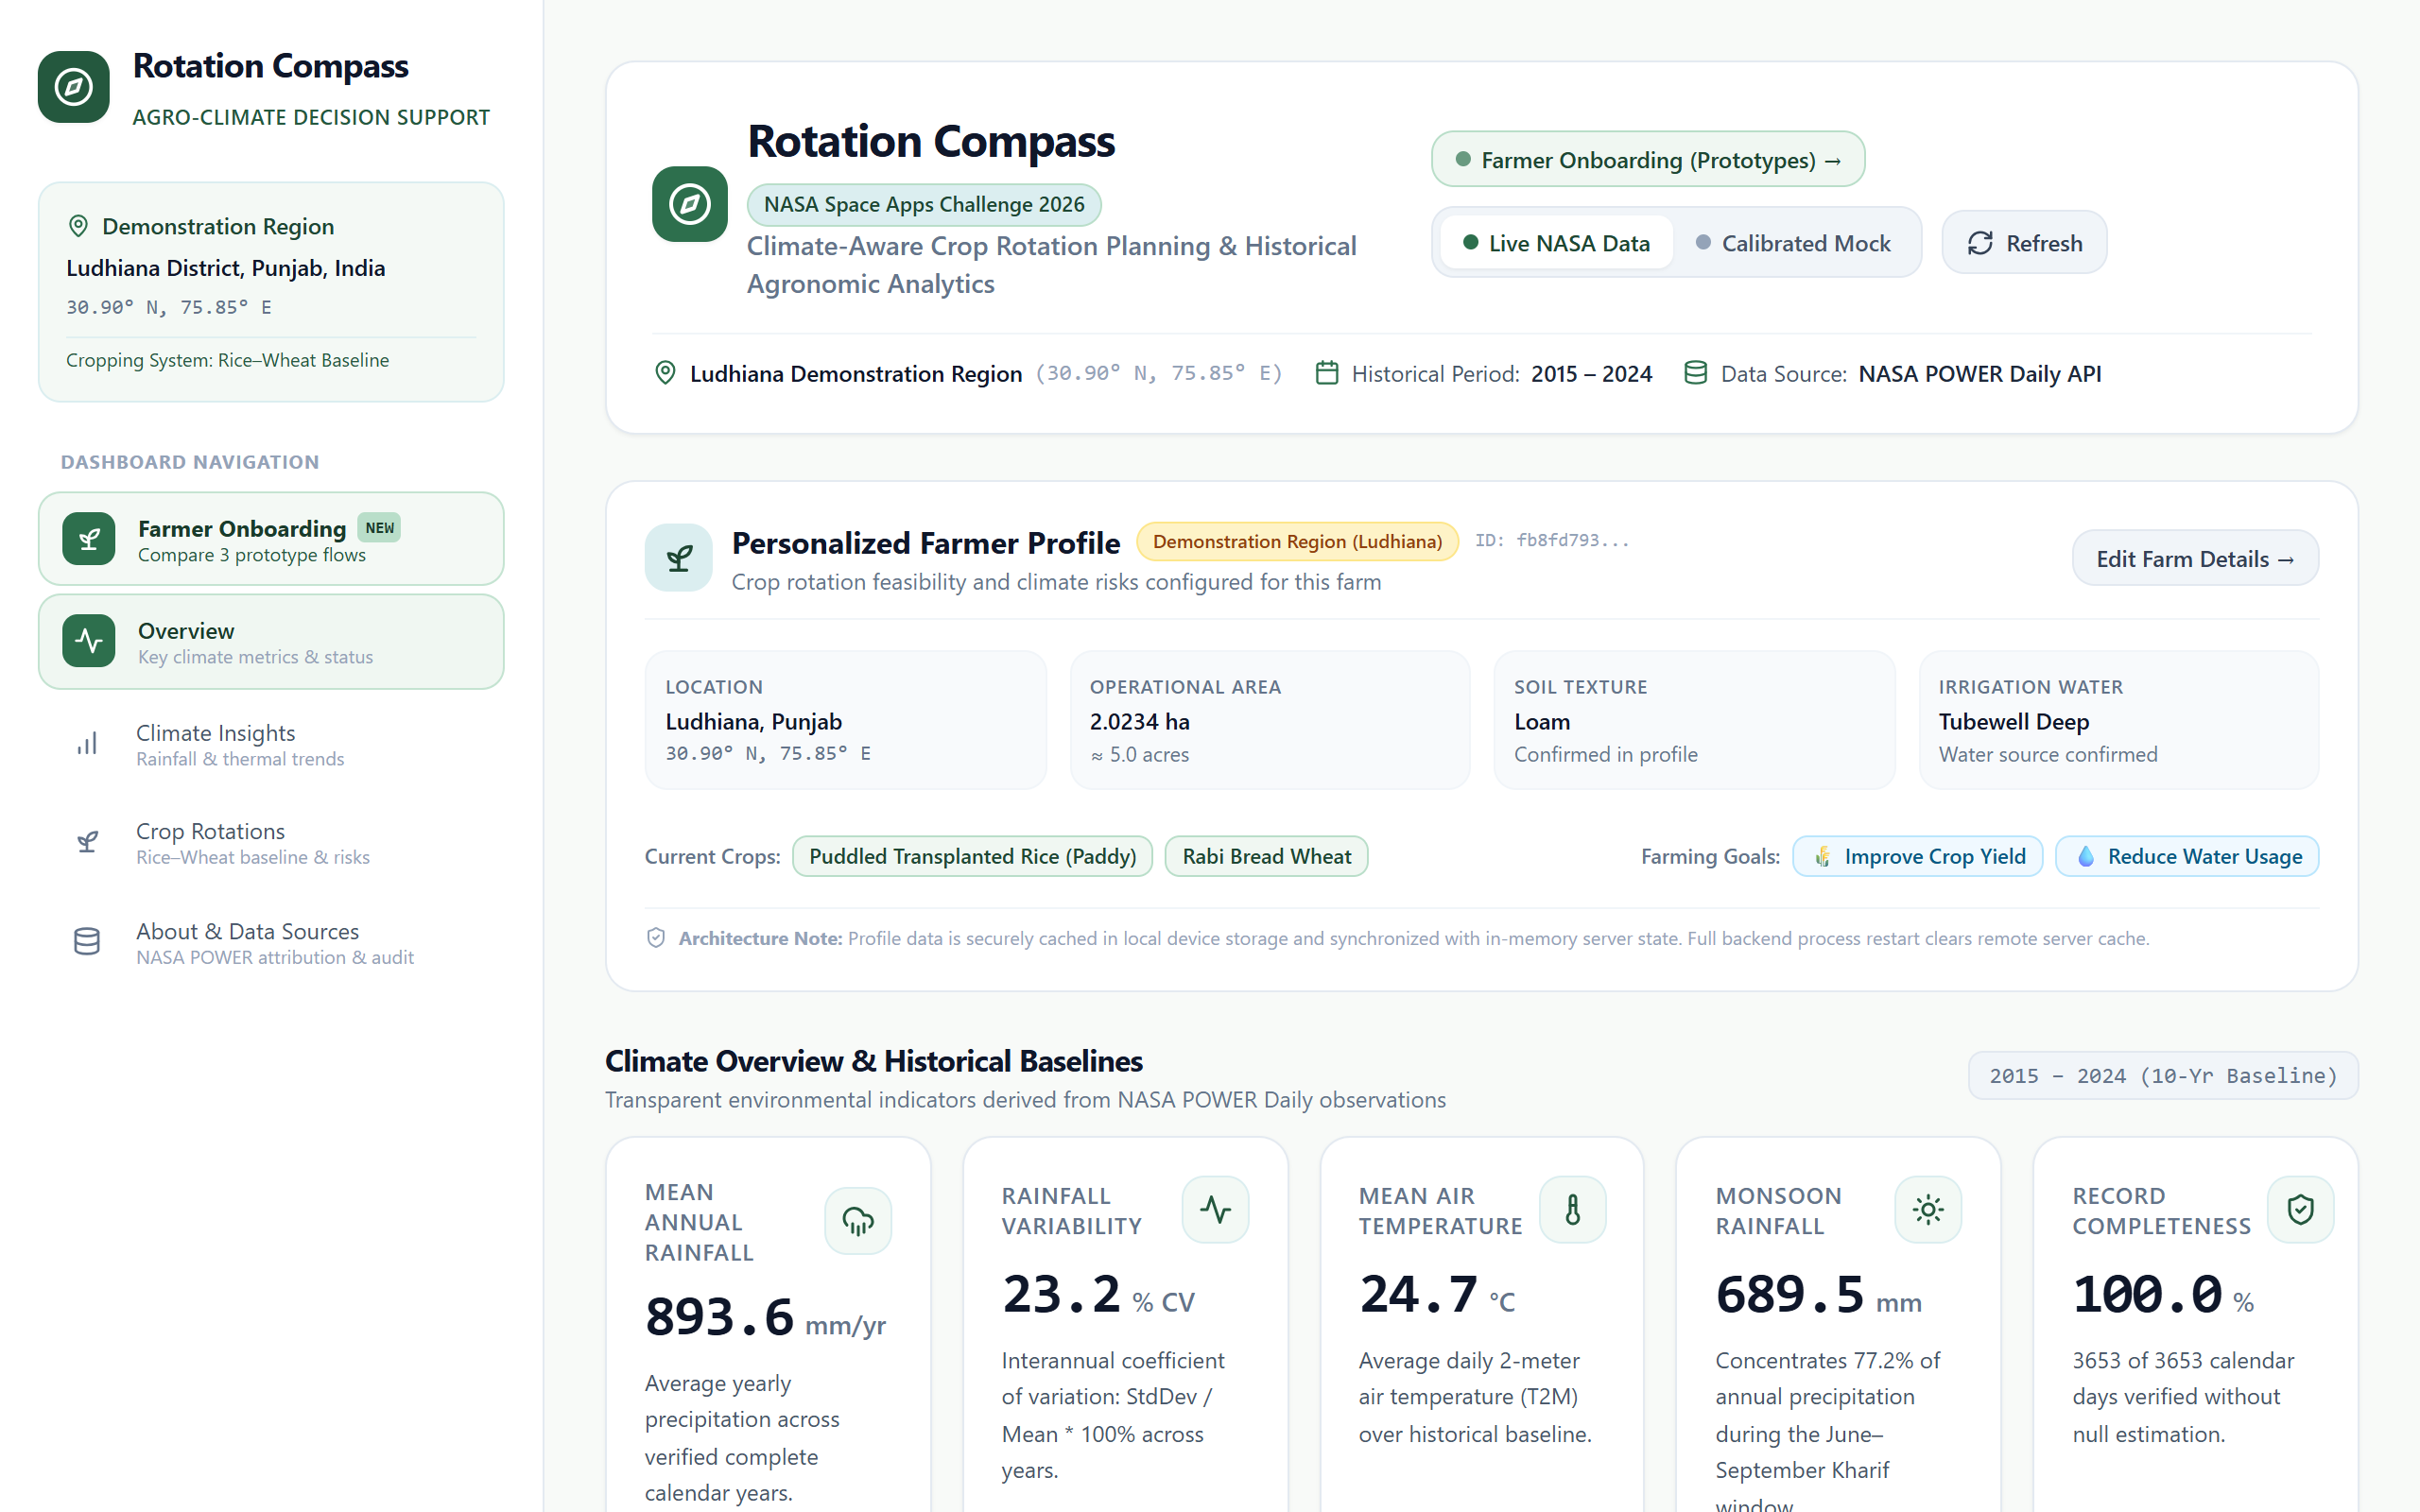 Rotation Compass
AGRO-CLIMATE DECISION SUPPORT
Demonstration Region
Ludhiana District, Punjab, India
30.90° N, 75.85° E
Cropping System: Rice–Wheat Baseline
DASHBOARD NAVIGATION
Farmer Onboarding NEW
Compare 3 prototype flows
Overview
Key climate metrics & status
Climate Insights
Rainfall & thermal trends
Crop Rotations
Rice–Wheat baseline & risks
About & Data Sources
NASA POWER attribution & audit
Rotation Compass
NASA Space Apps Challenge 2026
Climate-Aware Crop Rotation Planning & Historical
Agronomic Analytics
Farmer Onboarding (Prototypes) →
Live NASA Data
Calibrated Mock
Refresh
Ludhiana Demonstration Region (30.90° N, 75.85° E)
Historical Period: 2015 – 2024
Data Source: NASA POWER Daily API
Personalized Farmer Profile
Demonstration Region (Ludhiana)
ID: fb8fd793...
Crop rotation feasibility and climate risks configured for this farm
Edit Farm Details →
LOCATION
Ludhiana, Punjab
30.90° N, 75.85° E
OPERATIONAL AREA
2.0234 ha
≈ 5.0 acres
SOIL TEXTURE
Loam
Confirmed in profile
IRRIGATION WATER
Tubewell Deep
Water source confirmed
Current Crops: Puddled Transplanted Rice (Paddy) Rabi Bread Wheat
Farming Goals: 🌾 Improve Crop Yield 💧 Reduce Water Usage
Architecture Note: Profile data is securely cached in local device storage and synchronized with in-memory server state. Full backend process restart clears remote server cache.
Climate Overview & Historical Baselines
Transparent environmental indicators derived from NASA POWER Daily observations
2015 – 2024 (10-Yr Baseline)
MEAN
ANNUAL
RAINFALL
893.6 mm/yr
Average yearly
precipitation across
verified complete
calendar years.
RAINFALL
VARIABILITY
23.2 % CV
Interannual coefficient
of variation: StdDev /
Mean * 100% across
years.
MEAN AIR
TEMPERATURE
24.7 °C
Average daily 2-meter
air temperature (T2M)
over historical baseline.
MONSOON
RAINFALL
689.5 mm
Concentrates 77.2% of
annual precipitation
during the June–
September Kharif
window.
RECORD
COMPLETENESS
100.0 %
3653 of 3653 calendar
days verified without
null estimation.